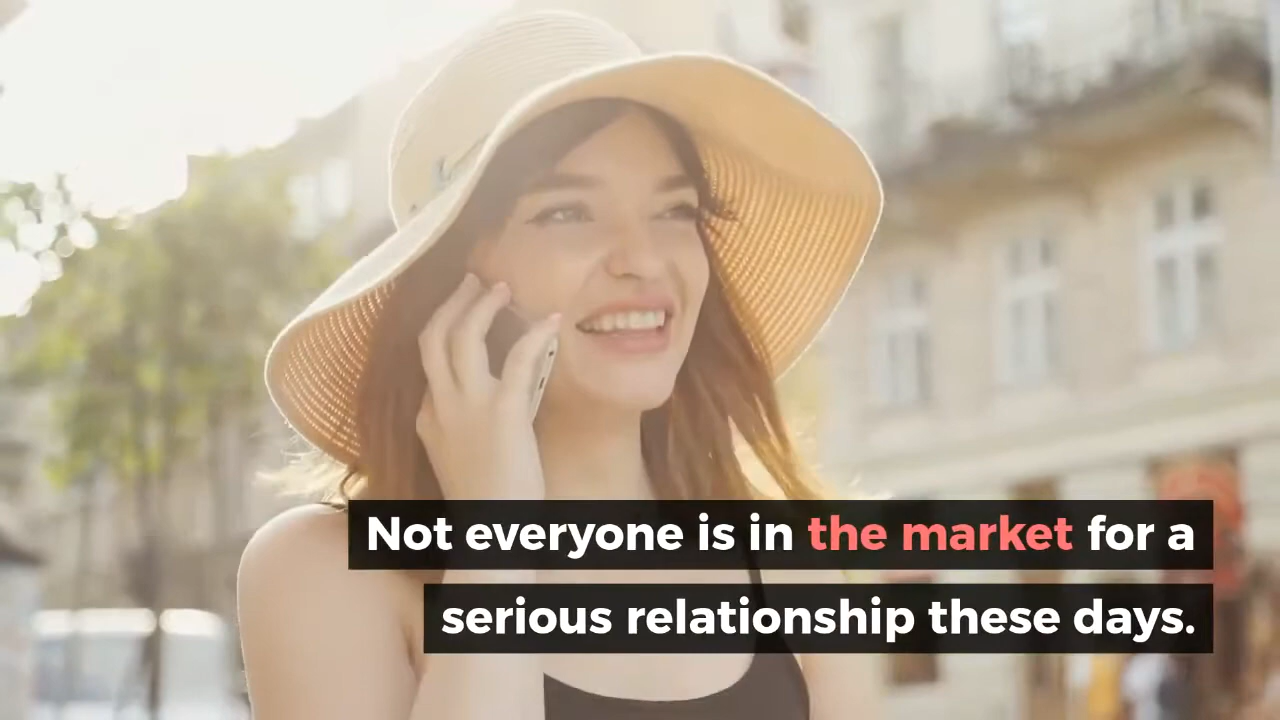 Not everyone is in the market for a
serious relationship these days.